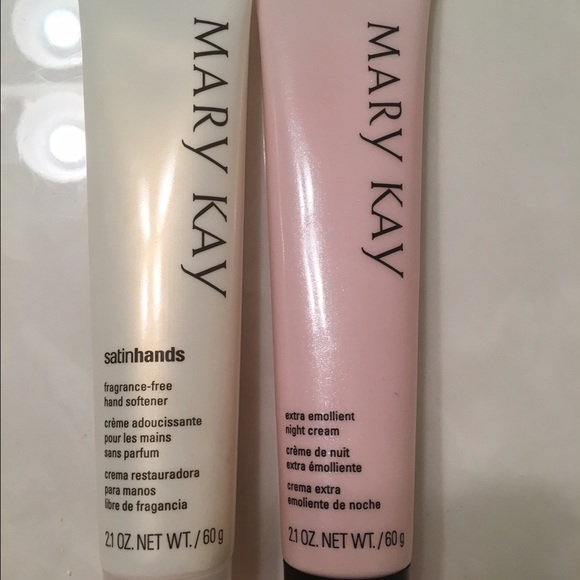 MARY KAY
satinhands
fragrance-free
hand softener
crème adoucissante
pour les mains
sans parfum
crema restauradora
para manos
libre de fragancia
2.1 OZ. NET WT. / 60 g
MARY KAY
extra emollient
night cream
crème de nuit
extra émolliente
crema extra
emoliente de noche
2.1 OZ. NET WT. / 60 g